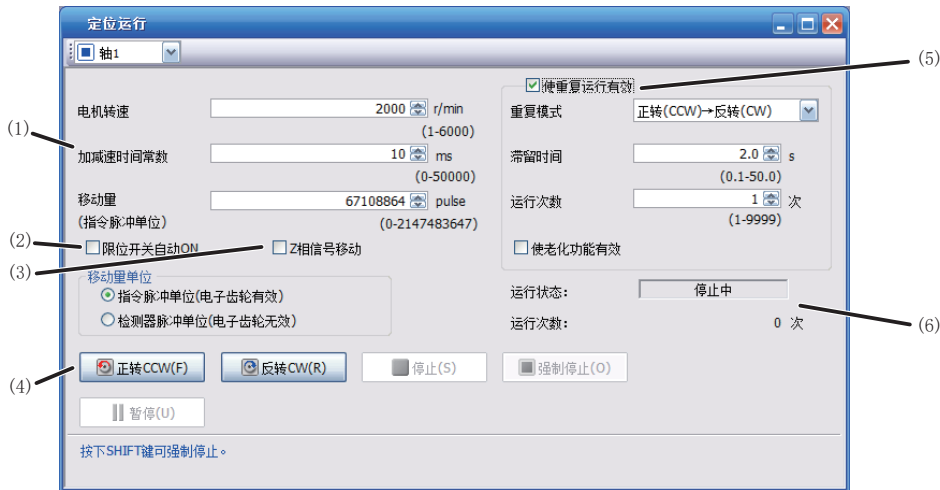 定位运行
轴1
(5)
使重复运行有效
电机转速 2000 r/min
(1-6000)
重复模式 正转(CCW)→反转(CW)
(1)
加减速时间常数 10 ms
(0-50000)
滞留时间 2.0 s
(0.1-50.0)
移动量 67108864 pulse
(指令脉冲单位) (0-2147483647)
运行次数 1 次
(1-9999)
(2)
限位开关自动ON
(3)
Z相信号移动
使老化功能有效
移动量单位
指令脉冲单位(电子齿轮有效)
检测器脉冲单位(电子齿轮无效)
运行状态: 停止中
运行次数: 0 次
(6)
(4)
正转CCW(F) 反转CW(R) 停止(S) 强制停止(O)
暂停(U)
按下SHIFT键可强制停止。